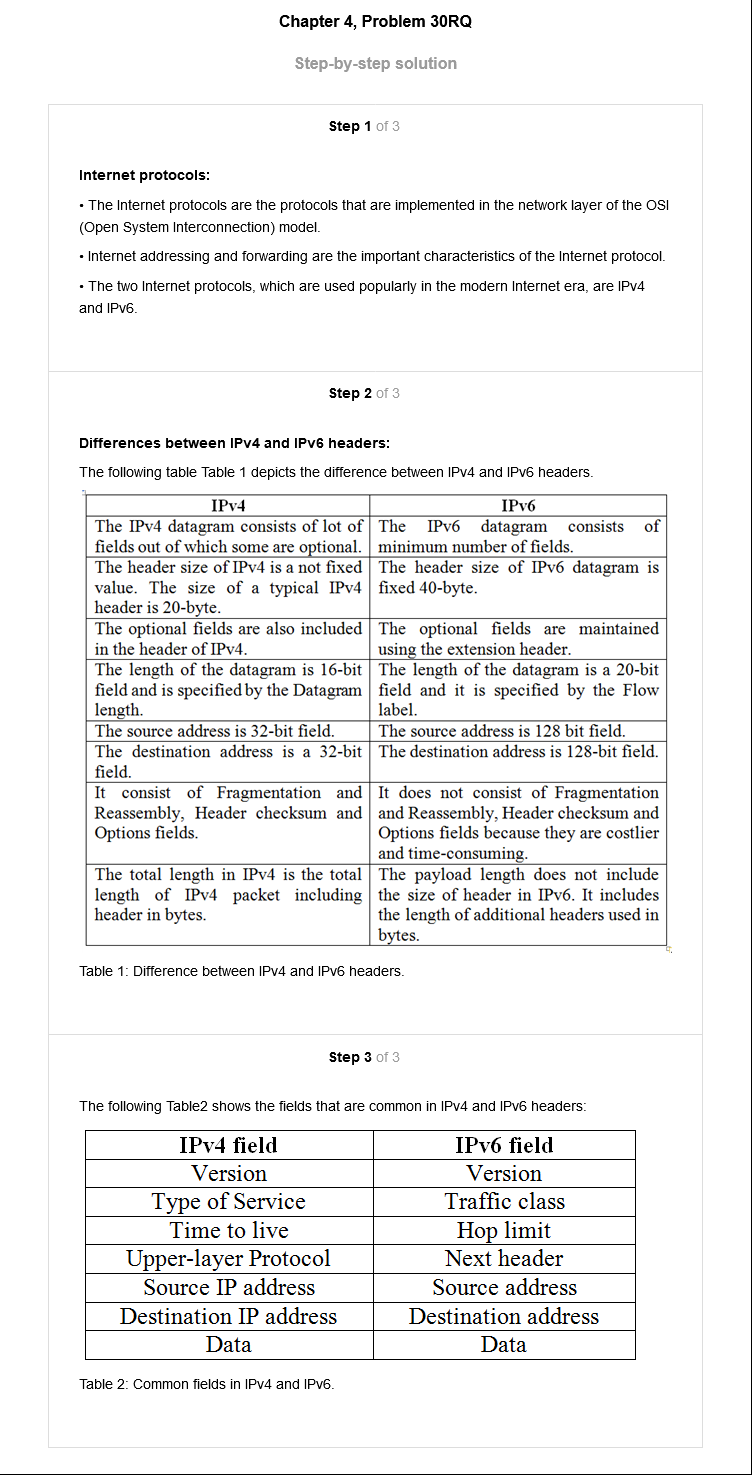 Chapter 4, Problem 30RQ
Step-by-step solution
Step 1 of 3
Internet protocols:
• The Internet protocols are the protocols that are implemented in the network layer of the OSI
(Open System Interconnection) model.
• Internet addressing and forwarding are the important characteristics of the Internet protocol.
• The two Internet protocols, which are used popularly in the modern Internet era, are IPv4
and IPv6.
Step 2 of 3
Differences between IPv4 and IPv6 headers:
The following table Table 1 depicts the difference between IPv4 and IPv6 headers.
IPv4 IPv6
The IPv4 datagram consists of lot of
fields out of which some are optional.
The IPv6 datagram consists of
minimum number of fields.
The header size of IPv4 is a not fixed
value. The size of a typical IPv4
header is 20-byte.
The header size of IPv6 datagram is
fixed 40-byte.
The optional fields are also included
in the header of IPv4.
The optional fields are maintained
using the extension header.
The length of the datagram is 16-bit
field and is specified by the Datagram
length.
The length of the datagram is a 20-bit
field and it is specified by the Flow
label.
The source address is 32-bit field.
The source address is 128 bit field.
The destination address is a 32-bit
field.
The destination address is 128-bit field.
It consist of Fragmentation and
Reassembly, Header checksum and
Options fields.
It does not consist of Fragmentation
and Reassembly, Header checksum and
Options fields because they are costlier
and time-consuming.
The total length in IPv4 is the total
length of IPv4 packet including
header in bytes.
The payload length does not include
the size of header in IPv6. It includes
the length of additional headers used in
bytes.
Table 1: Difference between IPv4 and IPv6 headers.
Step 3 of 3
The following Table2 shows the fields that are common in IPv4 and IPv6 headers:
IPv4 field IPv6 field
Version Version
Type of Service Traffic class
Time to live Hop limit
Upper-layer Protocol Next header
Source IP address Source address
Destination IP address Destination address
Data Data
Table 2: Common fields in IPv4 and IPv6.